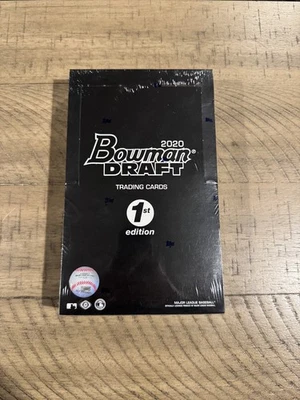 2020
Bowman®
DRAFT
TRADING CARDS
1st
edition
MAJOR LEAGUE BASEBALL